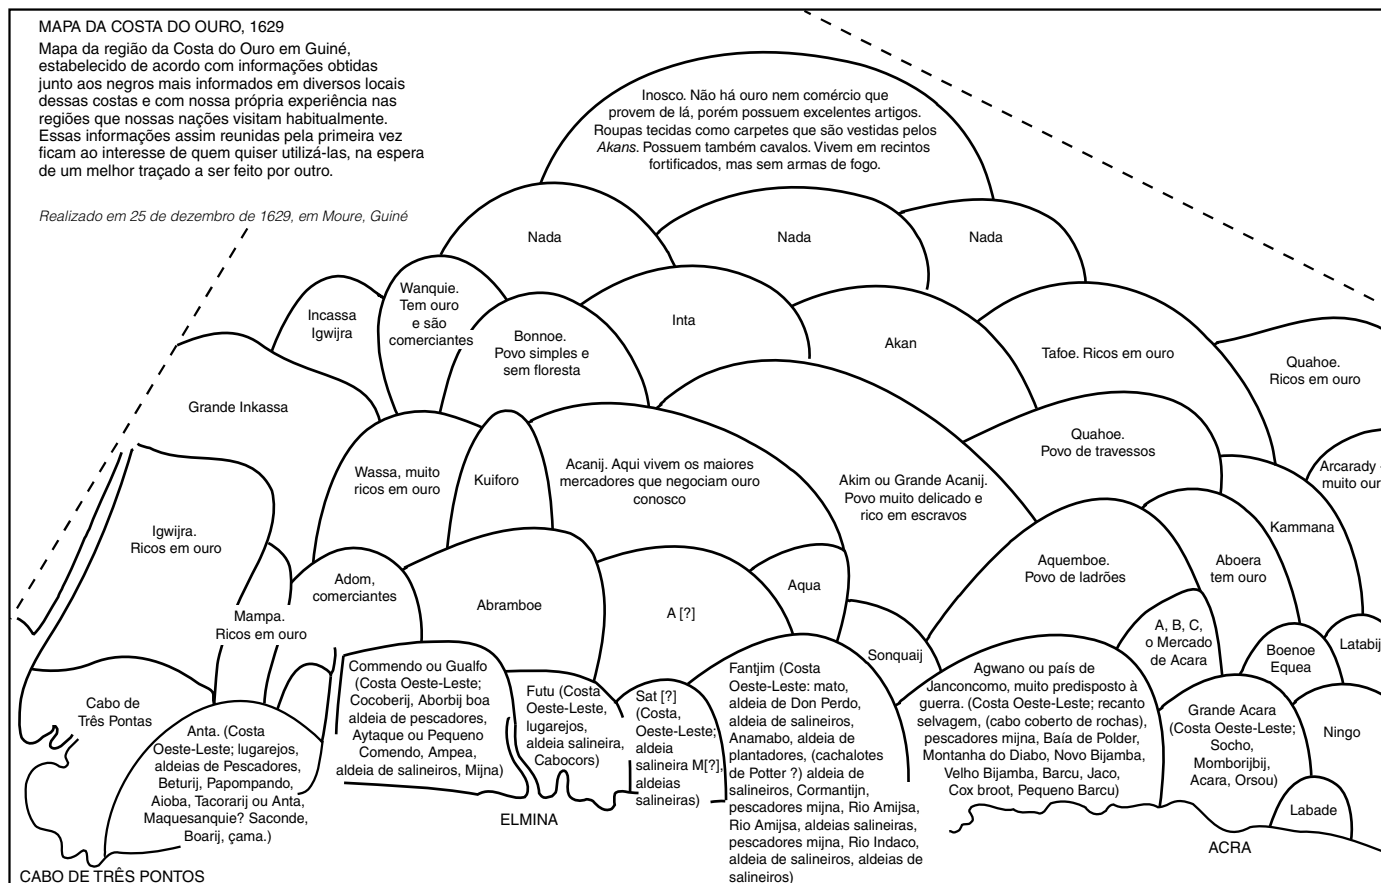 MAPA DA COSTA DO OURO, 1629
Mapa da região da Costa do Ouro em Guiné,
estabelecido de acordo com informações obtidas
junto aos negros mais informados em diversos locais
dessas costas e com nossa própria experiência nas
regiões que nossas nações visitam habitualmente.
Essas informações assim reunidas pela primeira vez
ficam ao interesse de quem quiser utilizá-las, na espera
de um melhor traçado a ser feito por outro.
Realizado em 25 de dezembro de 1629, em Moure, Guiné
Inosco. Não há ouro nem comércio que
provem de lá, porém possuem excelentes artigos.
Roupas tecidas como carpetes que são vestidas pelos
Akans. Possuem também cavalos. Vivem em recintos
fortificados, mas sem armas de fogo.
Nada
Nada
Nada
Incassa
Igwijra
Wanquie.
Tem ouro
e são
comerciantes
Bonnoe.
Povo simples e
sem floresta
Inta
Akan
Tafoe. Ricos em ouro
Quahoe.
Ricos em ouro
Grande Inkassa
Wassa, muito
ricos em ouro
Kuiforo
Acanij. Aqui vivem os maiores
mercadores que negociam ouro
conosco
Akim ou Grande Acanij.
Povo muito delicado e
rico em escravos
Quahoe.
Povo de travessos
Arcarady
muito our
Igwijra.
Ricos em ouro
Kammana
Mampa.
Ricos em ouro
Adom,
comerciantes
Abramboe
A [?]
Aqua
Aquemboe.
Povo de ladrões
Aboera
tem ouro
Sonquaij
A, B, C,
o Mercado
de Acara
Boenoe
Equea
Latabij
Cabo de
Três Pontas
Anta. (Costa
Oeste-Leste; lugarejos,
aldeias de Pescadores,
Beturij, Papompando,
Aioba, Tacorarij ou Anta,
Maquesanquie? Saconde,
Boarij, çama.)
Commendo ou Gualfo
(Costa Oeste-Leste;
Cocoberij, Aborbij boa
aldeia de pescadores,
Aytaque ou Pequeno
Comendo, Ampea,
aldeia de salineiros, Mijna)
Futu (Costa
Oeste-Leste,
lugarejos,
aldeia salineira,
Cabocors)
Sat [?]
(Costa,
Oeste-Leste;
aldeia
salineira M[?],
aldeias
salineiras)
Fantjim (Costa
Oeste-Leste: mato,
aldeia de Don Perdo,
aldeia de salineiros,
Anamabo, aldeia de
plantadores, (cachalotes
de Potter ?) aldeia de
salineiros, Cormantijn,
pescadores mijna, Rio Amijsa,
Rio Amijsa, aldeias salineiras,
pescadores mijna, Rio Indaco,
aldeia de salineiros, aldeias de
salineiros)
Agwano ou país de
Janconcomo, muito predisposto à
guerra. (Costa Oeste-Leste; recanto
selvagem, (cabo coberto de rochas),
pescadores mijna, Baía de Polder,
Montanha do Diabo, Novo Bijamba,
Velho Bijamba, Barcu, Jaco,
Cox broot, Pequeno Barcu)
Grande Acara
(Costa Oeste-Leste;
Socho,
Momborijbij,
Acara, Orsou)
Ningo
Labade
ELMINA
ACRA
CABO DE TRÊS PONTOS